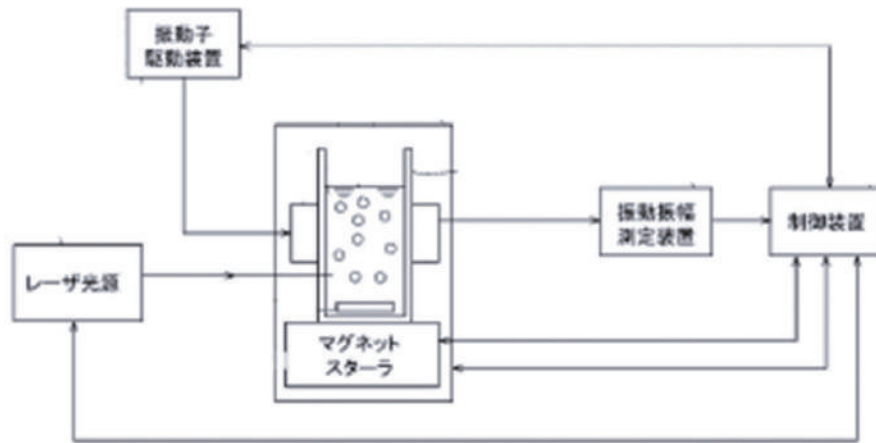 振動子
駆動装置
振動振幅
測定装置
制御装置
レーザ光源
マグネット
スターラ